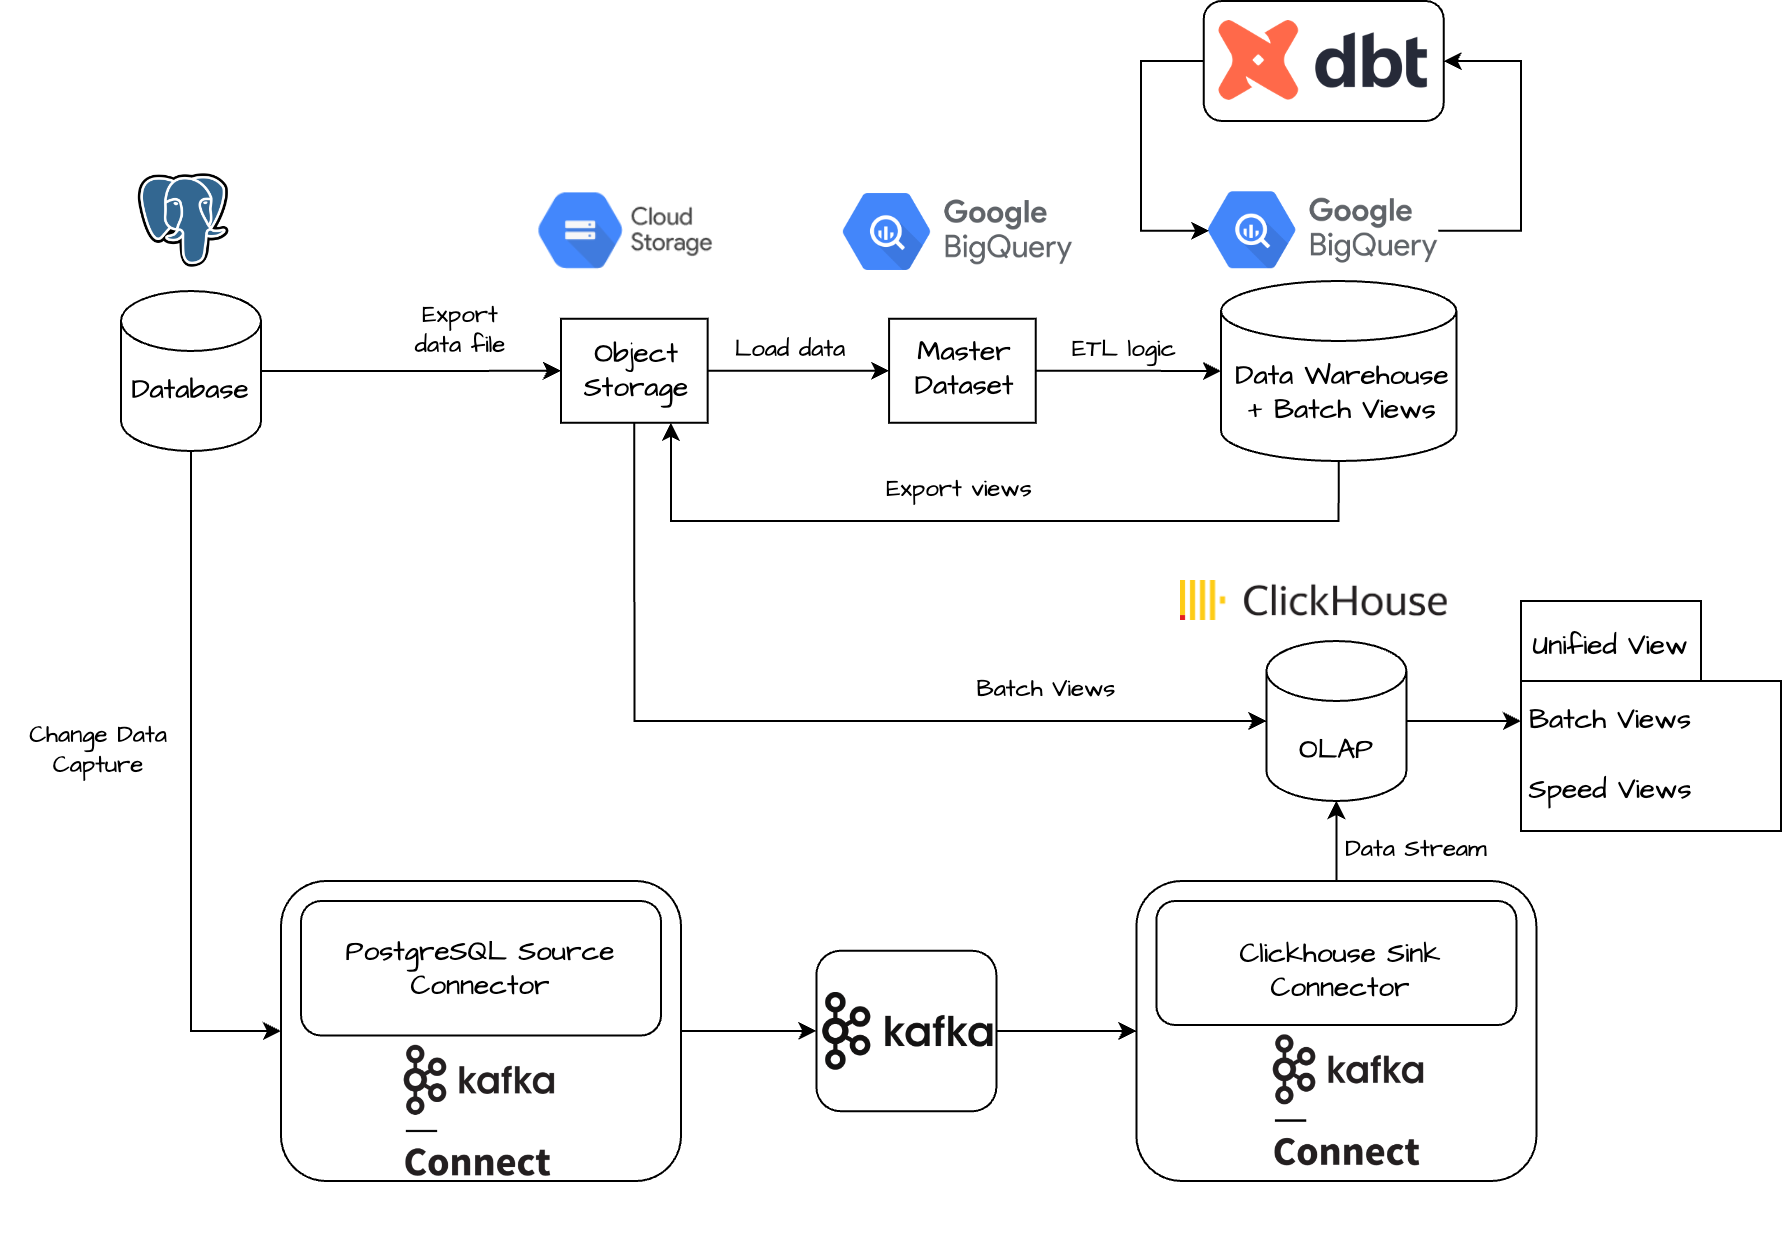 dbt
Cloud
Storage
Google
BigQuery
Google
BigQuery
Export
data file
Database
Object
Storage
Load data
Master
Dataset
ETL logic
Data Warehouse
+ Batch Views
Export views
ClickHouse
Unified View
Batch Views
OLAP
Batch Views
Speed Views
Change Data
Capture
Data Stream
PostgreSQL Source
Connector
kafka
Connect
kafka
Clickhouse Sink
Connector
kafka
Connect